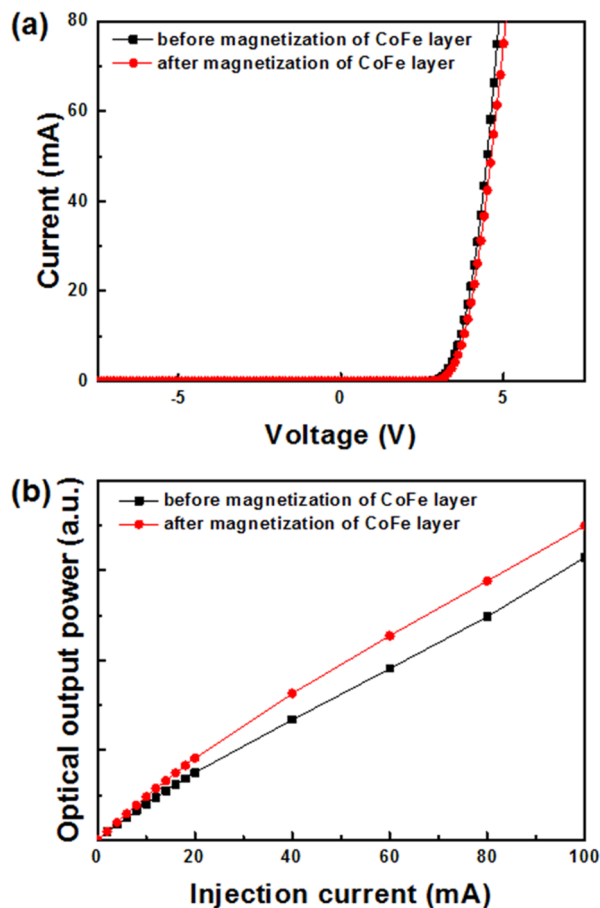 (a)
before magnetization of CoFe layer
after magnetization of CoFe layer
Current (mA)
80
60
40
20
0
-5
0
5
Voltage (V)
(b)
before magnetization of CoFe layer
after magnetization of CoFe layer
Optical output power (a.u.)
0
20
40
60
80
100
Injection current (mA)